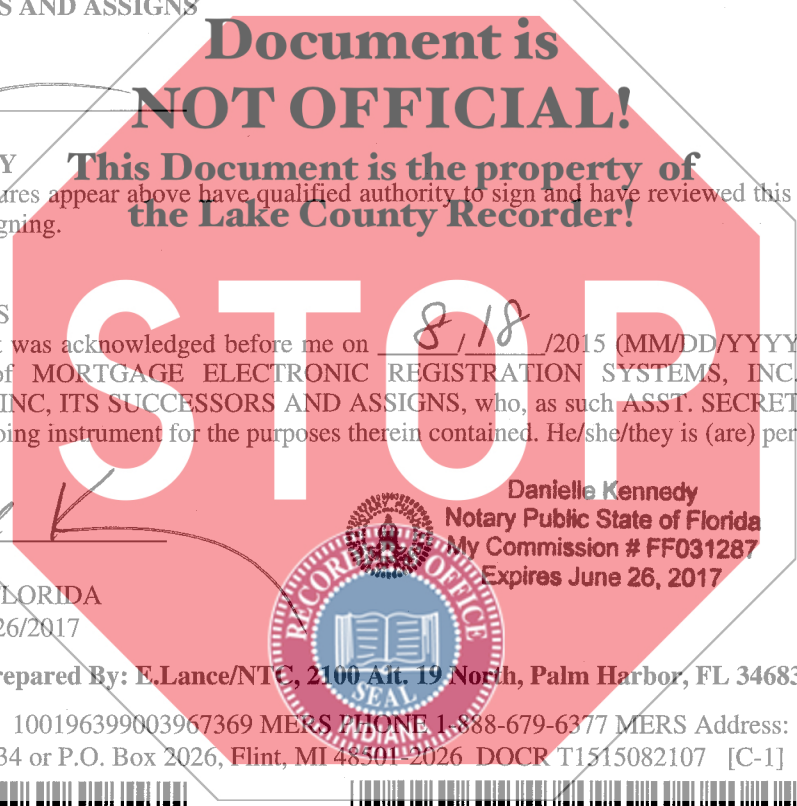 S AND ASSIGNS
Document is
NOT OFFICIAL!
Y
This Document is the property of
ures appear above have qualified authority to sign and have reviewed this
the Lake County Recorder!
gning.
STOP
S
t was acknowledged before me on 8/18/2015 (MM/DD/YYYY
of MORTGAGE ELECTRONIC REGISTRATION SYSTEMS, INC.
INC, ITS SUCCESSORS AND ASSIGNS, who, as such ASST. SECRET
oing instrument for the purposes therein contained. He/she/they is (are) per
Danielle Kennedy
Notary Public State of Florida
My Commission # FF031287
Expires June 26, 2017
LORIDA
26/2017
RECORDER'S OFFICE
SEAL
INDIANA
repared By: E.Lance/NTC, 2100 Alt. 19 North, Palm Harbor, FL 34683
100196399003967369 MERS PHONE 1-888-679-6377 MERS Address:
34 or P.O. Box 2026, Flint, MI 48501-2026 DOCR T1515082107 [C-1]